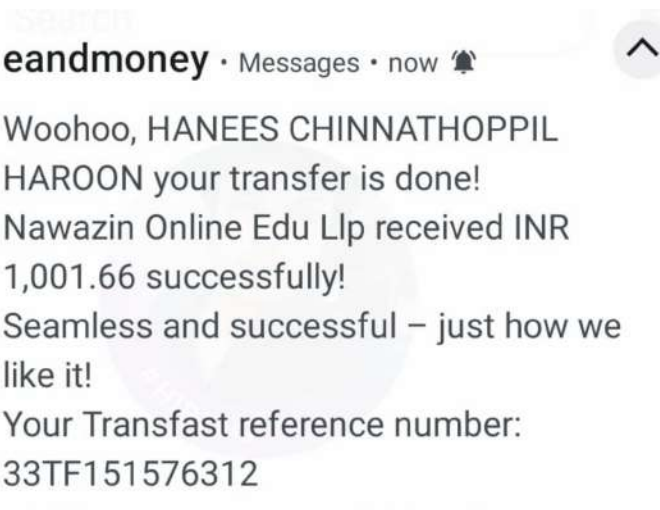 Search
eandmoney • Messages • now
Woohoo, HANEES CHINNATHOPPIL
HAROON your transfer is done!
Nawazin Online Edu Llp received INR
1,001.66 successfully!
Seamless and successful – just how we
like it!
Your Transfast reference number:
33TF151576312